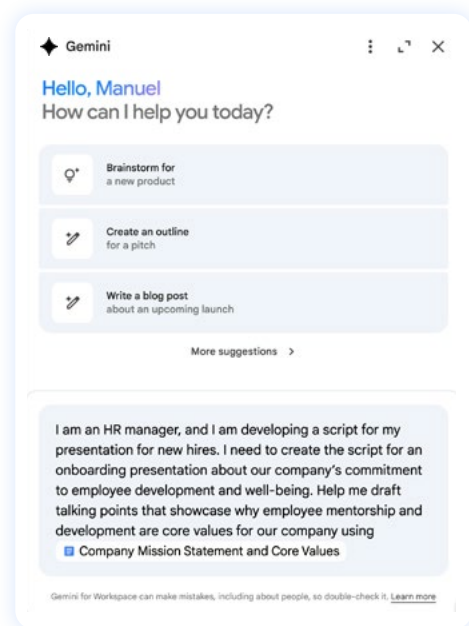 Gemini
Hello, Manuel
How can I help you today?
Brainstorm for
a new product
Create an outline
for a pitch
Write a blog post
about an upcoming launch
More suggestions
I am an HR manager, and I am developing a script for my
presentation for new hires. I need to create the script for an
onboarding presentation about our company's commitment
to employee development and well-being. Help me draft
talking points that showcase why employee mentorship and
development are core values for our company using
Company Mission Statement and Core Values
Gemini for Workspace can make mistakes, including about people, so double-check it. Learn more